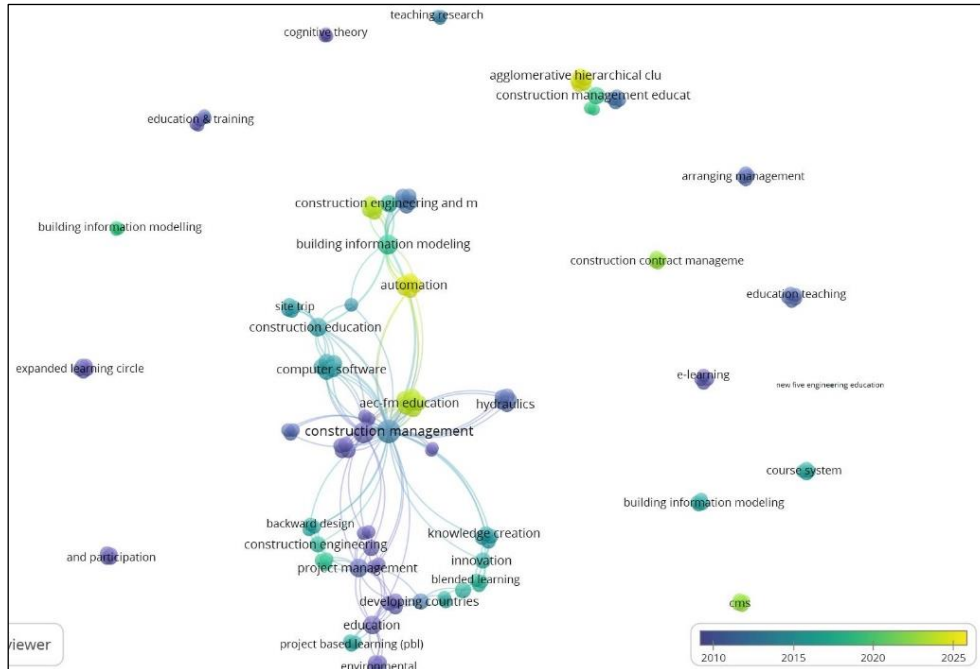 teaching research
cognitive theory
agglomerative hierarchical clu
construction management educat
education & training
arranging management
construction engineering and m
building information modelling
building information modeling
construction contract manageme
automation
education teaching
site trip
construction education
expanded learning circle
computer software
e-learning
new five engineering education
aec-fm education
hydraulics
construction management
course system
building information modeling
backward design
knowledge creation
construction engineering
and participation
innovation
project management
blended learning
developing countries
cms
education
project based learning (pbl)
viewer
environmental
2010
2015
2020
2025